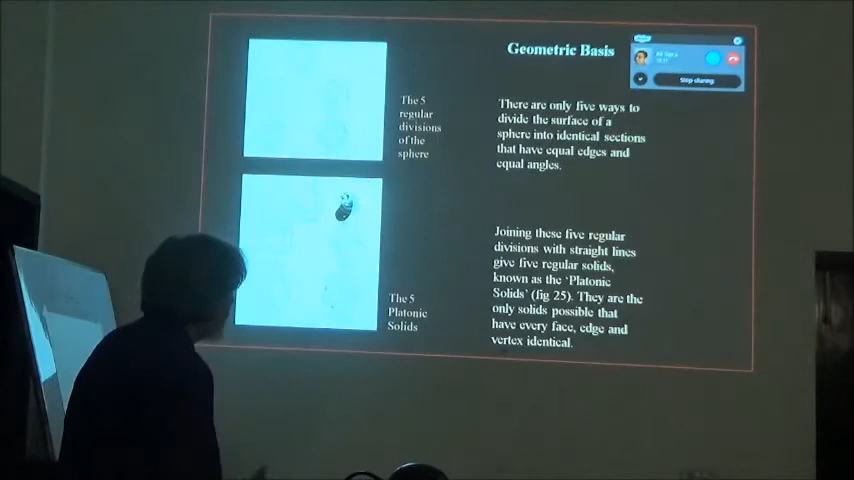 Geometric Basis
The 5
regular
divisions
of the
sphere
There are only five ways to
divide the surface of a
sphere into identical sections
that have equal edges and
equal angles.
The 5
Platonic
Solids
Joining these five regular
divisions with straight lines
give five regular solids,
known as the ‘Platonic
Solids’ (fig 25). They are the
only solids possible that
have every face, edge and
vertex identical.
Stop sharing